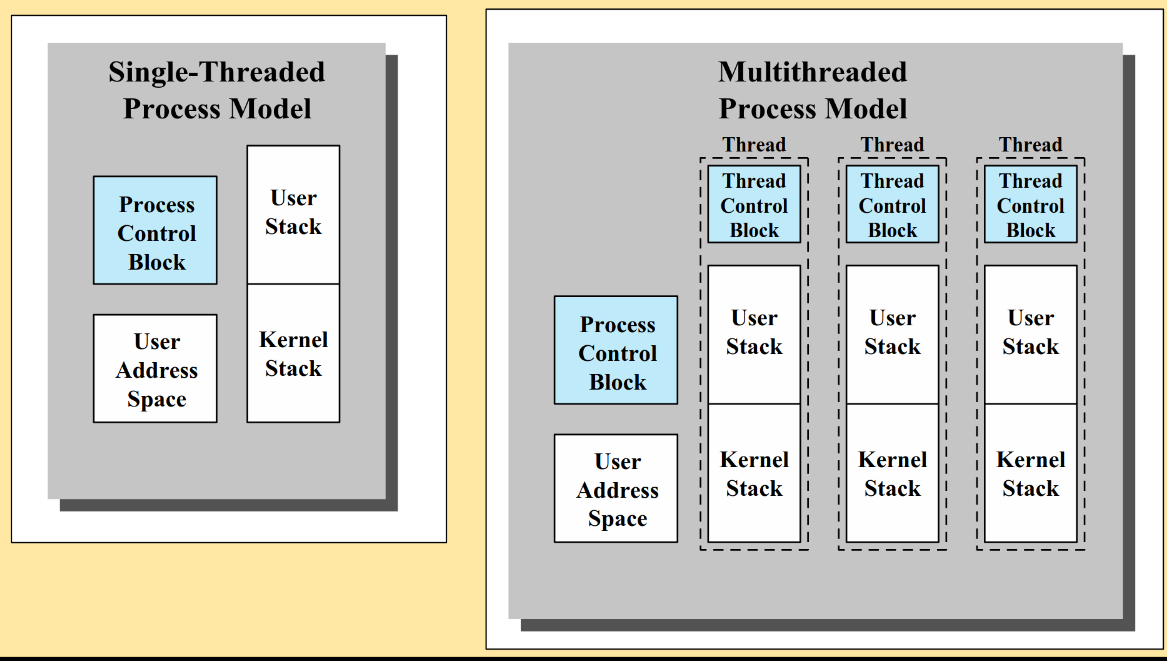 Single-Threaded
Process Model
Process
Control
Block
User
Stack
User
Address
Space
Kernel
Stack
Multithreaded
Process Model
Thread
Thread
Control
Block
User
Stack
Kernel
Stack
Thread
Thread
Control
Block
User
Stack
Kernel
Stack
Thread
Thread
Control
Block
User
Stack
Kernel
Stack
Process
Control
Block
User
Address
Space